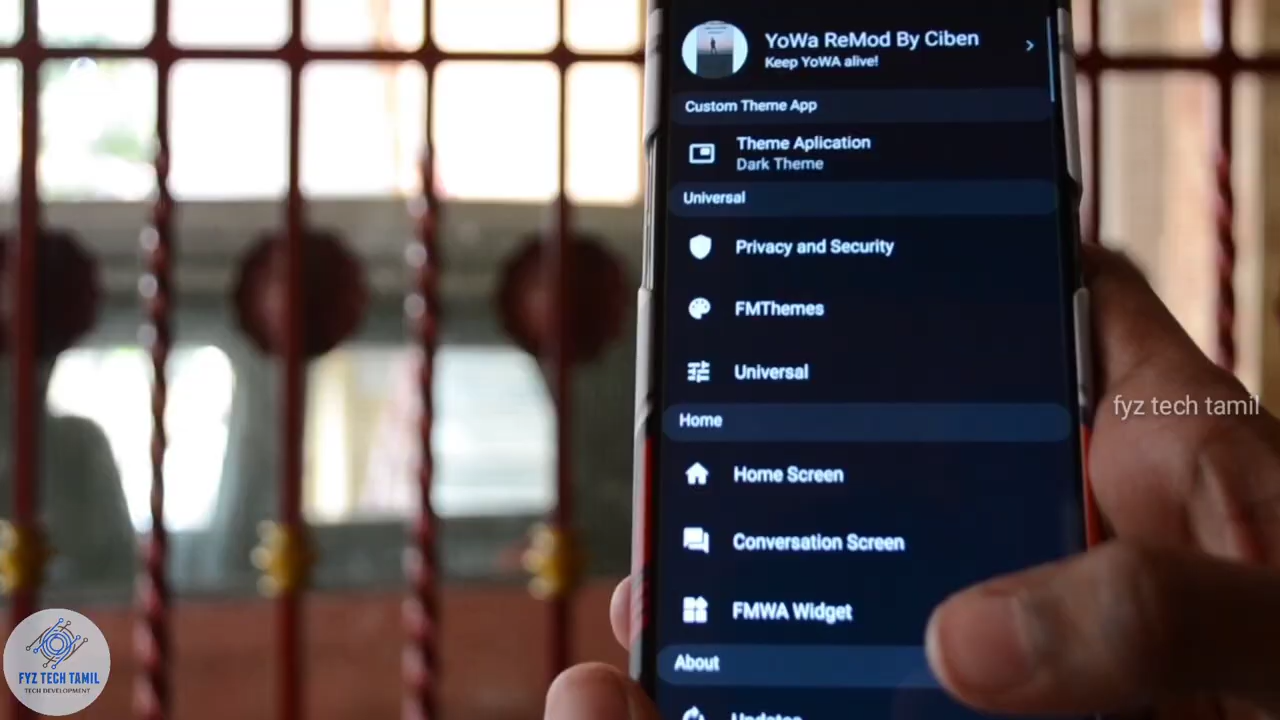 YoWa ReMod By Ciben
Keep YoWA alive!
Custom Theme App
Theme Aplication
Dark Theme
Universal
Privacy and Security
FMThemes
Universal
Home
Home Screen
Conversation Screen
FMWA Widget
About
Updates
fyz tech tamil
FYZ TECH TAMIL
TECH DEVELOPMENT